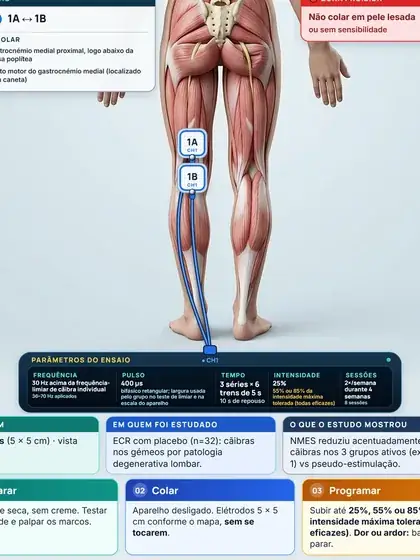 1A ↔ 1B
Não colar em pele lesada
ou sem sensibilidade
OLAR
trocnémio medial proximal, logo abaixo da
sa poplítea
to motor do gastrocnémio medial (localizado
caneta)
1A
CH1
1B
CH1
CH1
PARÂMETROS DO ENSAIO
FREQUÊNCIA
30 Hz acima da frequência-
limiar de cãibra individual
36–70 Hz aplicados
PULSO
400 µs
bifásico retangular; largura usada
pelo grupo no teste de limiar e na
escala do aparelho
TEMPO
3 séries × 6
trens de 5 s
10 s de repouso
INTENSIDADE
25%
55% ou 85% da
intensidade máxima
tolerada (todas eficazes)
SESSÕES
2×/semana
durante 4
semanas
8 sessões
M
s (5 × 5 cm) · vista
EM QUEM FOI ESTUDADO
ECR com placebo (n=32): cãibras
nos gémeos por patologia
degenerativa lombar.
O QUE O ESTUDO MOSTROU
NMES reduziu acentuadamente
cãibras nos 3 grupos ativos (ex
1) vs pseudo-estimulação.
arar
e seca, sem creme. Testar
de e palpar os marcos.
02 Colar
Aparelho desligado. Elétrodos 5 × 5
cm conforme o mapa, sem se
tocarem.
03 Programar
Subir até 25%, 55% ou 85%
intensidade máxima tolera
eficazes). Dor ou ardor: ba
parar.